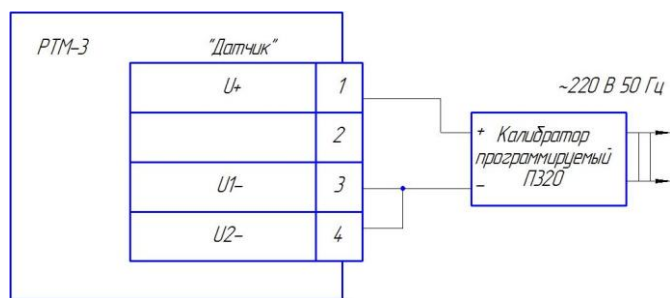 РТМ-3
"Датчик"
U+ 1
2
U1- 3
U2- 4
~220 В 50 Гц
+ Калибратор
программируемый
- П320